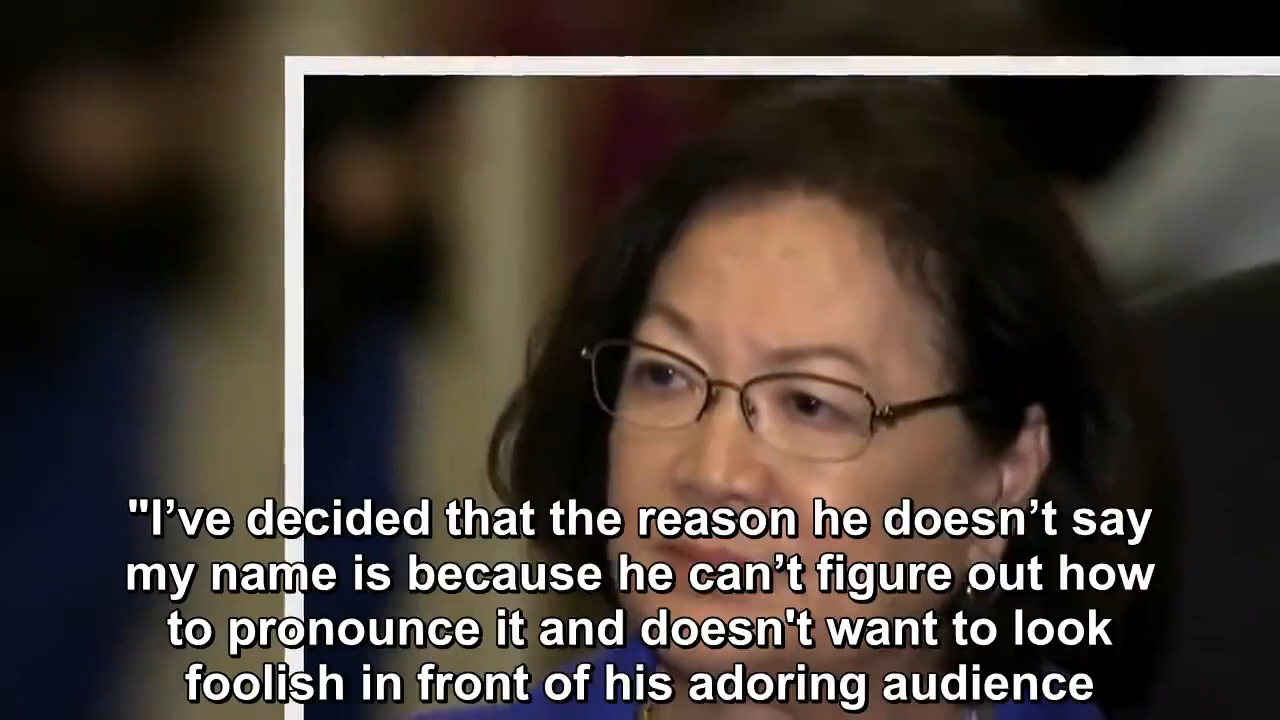 "I’ve decided that the reason he doesn’t say
my name is because he can’t figure out how
to pronounce it and doesn't want to look
foolish in front of his adoring audience